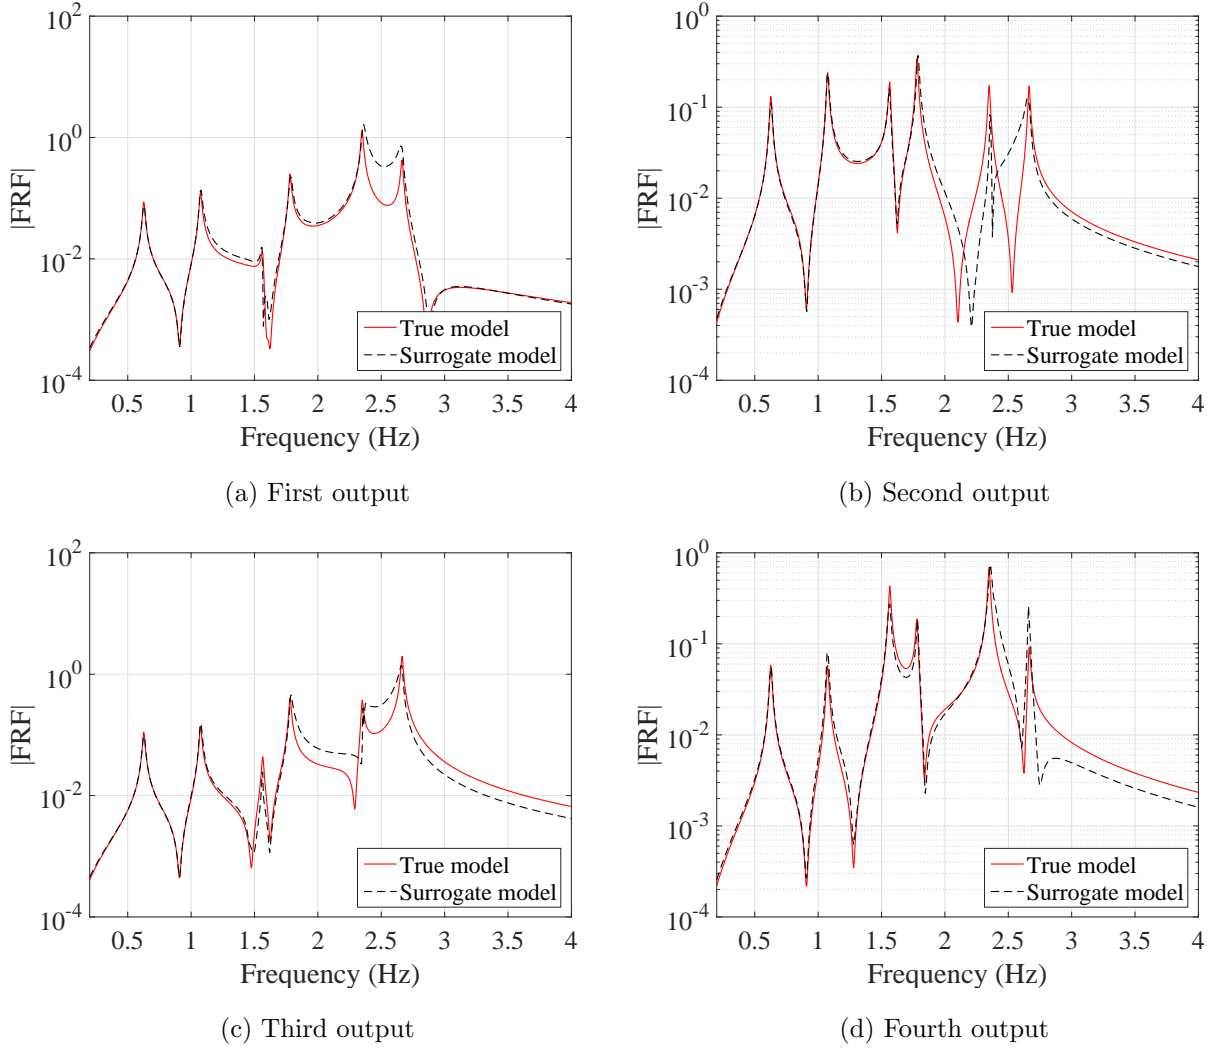 |FRF|
10^2
10^0
10^-2
10^-4
True model
Surrogate model
0.5 1 1.5 2 2.5 3 3.5 4
Frequency (Hz)
(a) First output
|FRF|
10^0
10^-1
10^-2
10^-3
10^-4
True model
Surrogate model
0.5 1 1.5 2 2.5 3 3.5 4
Frequency (Hz)
(b) Second output
|FRF|
10^2
10^0
10^-2
10^-4
True model
Surrogate model
0.5 1 1.5 2 2.5 3 3.5 4
Frequency (Hz)
(c) Third output
|FRF|
10^0
10^-1
10^-2
10^-3
10^-4
True model
Surrogate model
0.5 1 1.5 2 2.5 3 3.5 4
Frequency (Hz)
(d) Fourth output